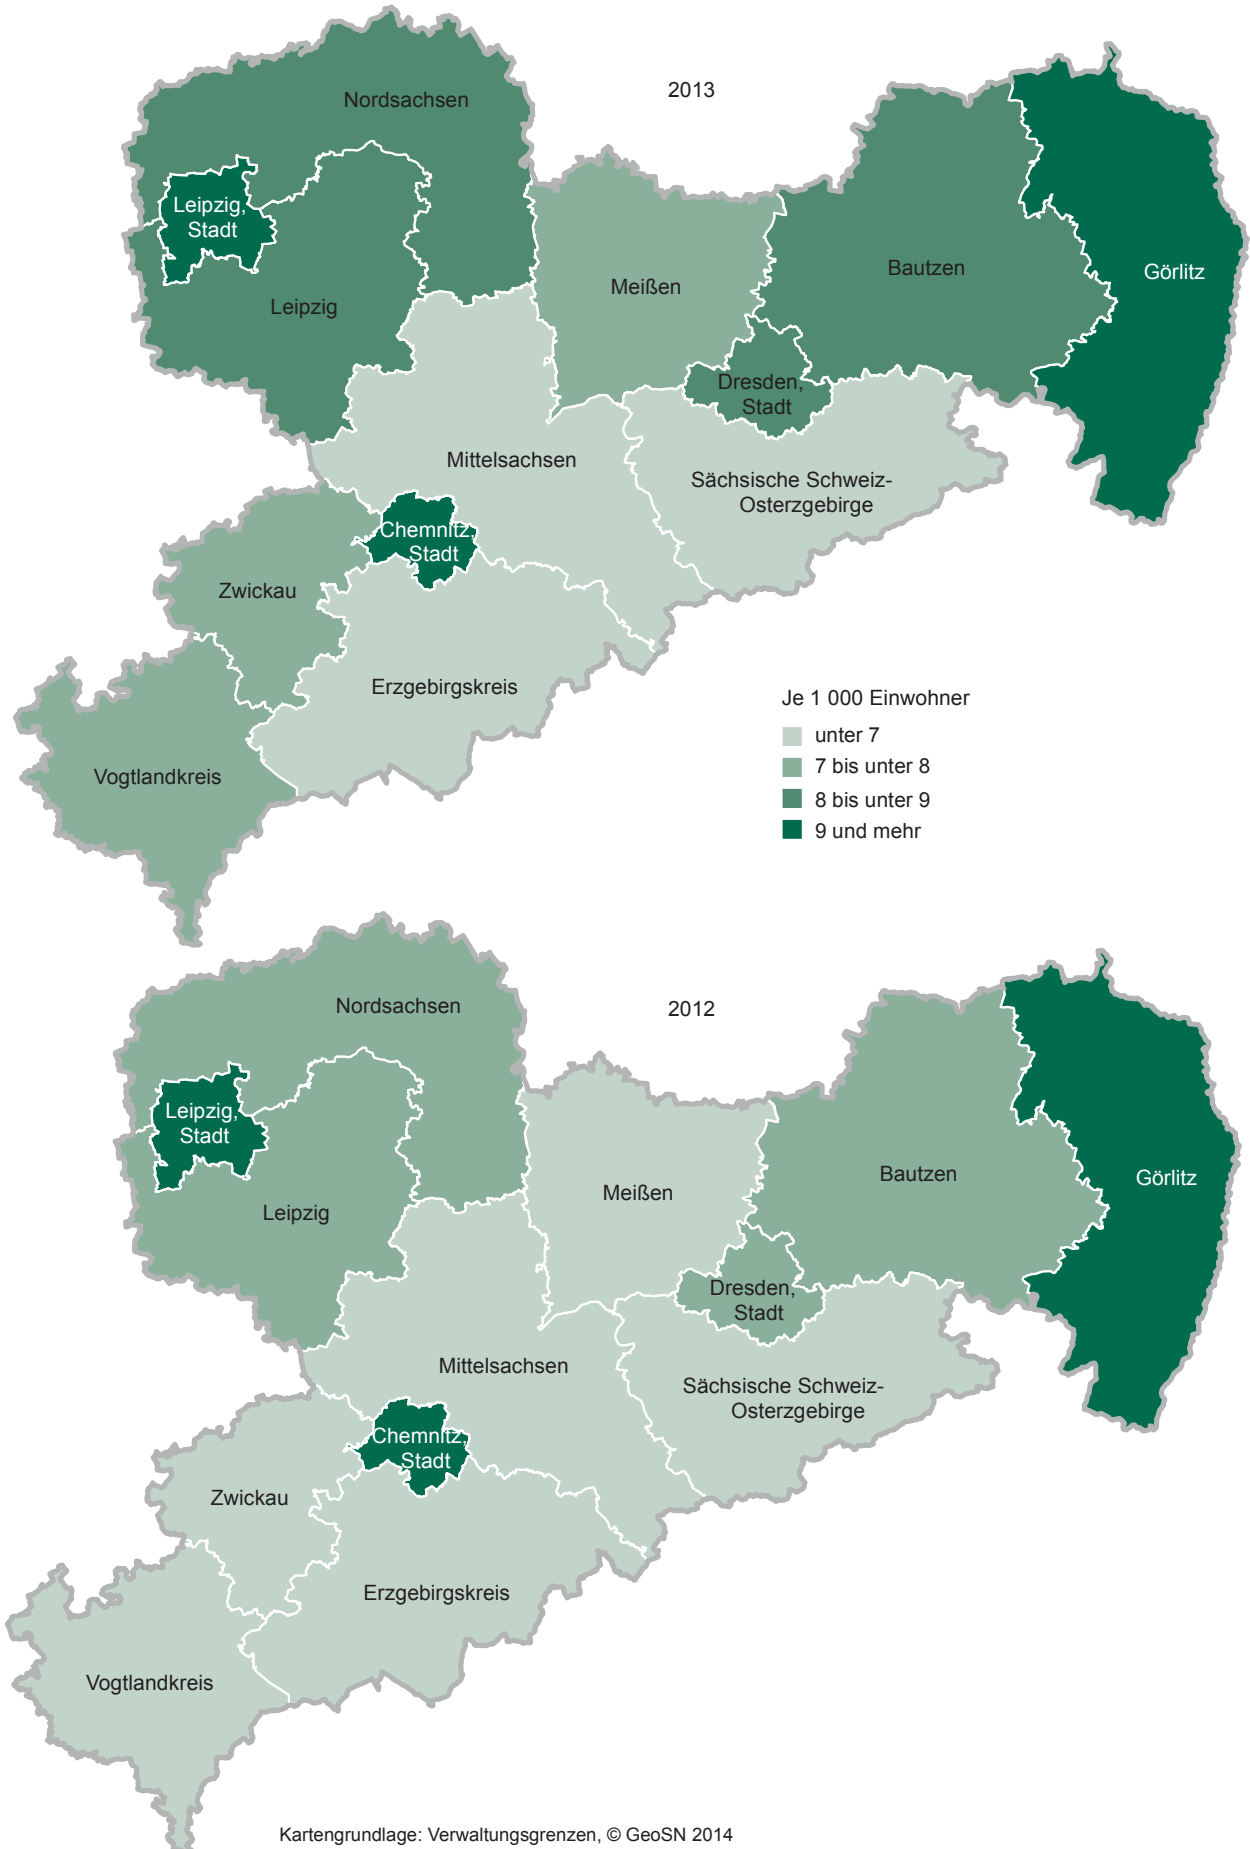 2013
Nordsachsen
Leipzig,
Stadt
Bautzen
Görlitz
Meißen
Leipzig
Dresden,
Stadt
Mittelsachsen
Sächsische Schweiz-
Osterzgebirge
Chemnitz,
Stadt
Zwickau
Erzgebirgskreis
Vogtlandkreis
Je 1 000 Einwohner
unter 7
7 bis unter 8
8 bis unter 9
9 und mehr
2012
Nordsachsen
Leipzig,
Stadt
Bautzen
Görlitz
Meißen
Leipzig
Dresden,
Stadt
Mittelsachsen
Sächsische Schweiz-
Osterzgebirge
Chemnitz,
Stadt
Zwickau
Erzgebirgskreis
Vogtlandkreis
Kartengrundlage: Verwaltungsgrenzen, © GeoSN 2014